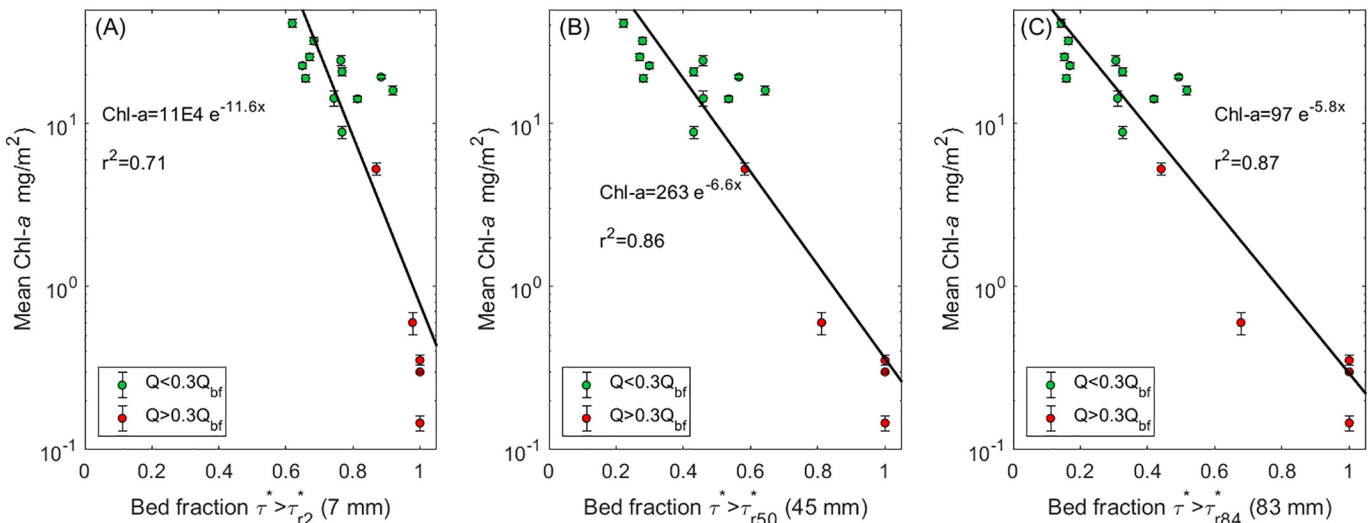 (A)
Mean Chl-a mg/m²
10¹
10⁰
10⁻¹
Chl-a=11E4 e^-11.6x
r²=0.71
Q<0.3Q_bf
Q>0.3Q_bf
0 0.2 0.4 0.6 0.8 1
Bed fraction τ*>τ*_r2 (7 mm)
(B)
Mean Chl-a mg/m²
10¹
10⁰
10⁻¹
Chl-a=263 e^-6.6x
r²=0.86
Q<0.3Q_bf
Q>0.3Q_bf
0 0.2 0.4 0.6 0.8 1
Bed fraction τ*>τ*_r50 (45 mm)
(C)
Mean Chl-a mg/m²
10¹
10⁰
10⁻¹
Chl-a=97 e^-5.8x
r²=0.87
Q<0.3Q_bf
Q>0.3Q_bf
0 0.2 0.4 0.6 0.8 1
Bed fraction τ*>τ*_r84 (83 mm)